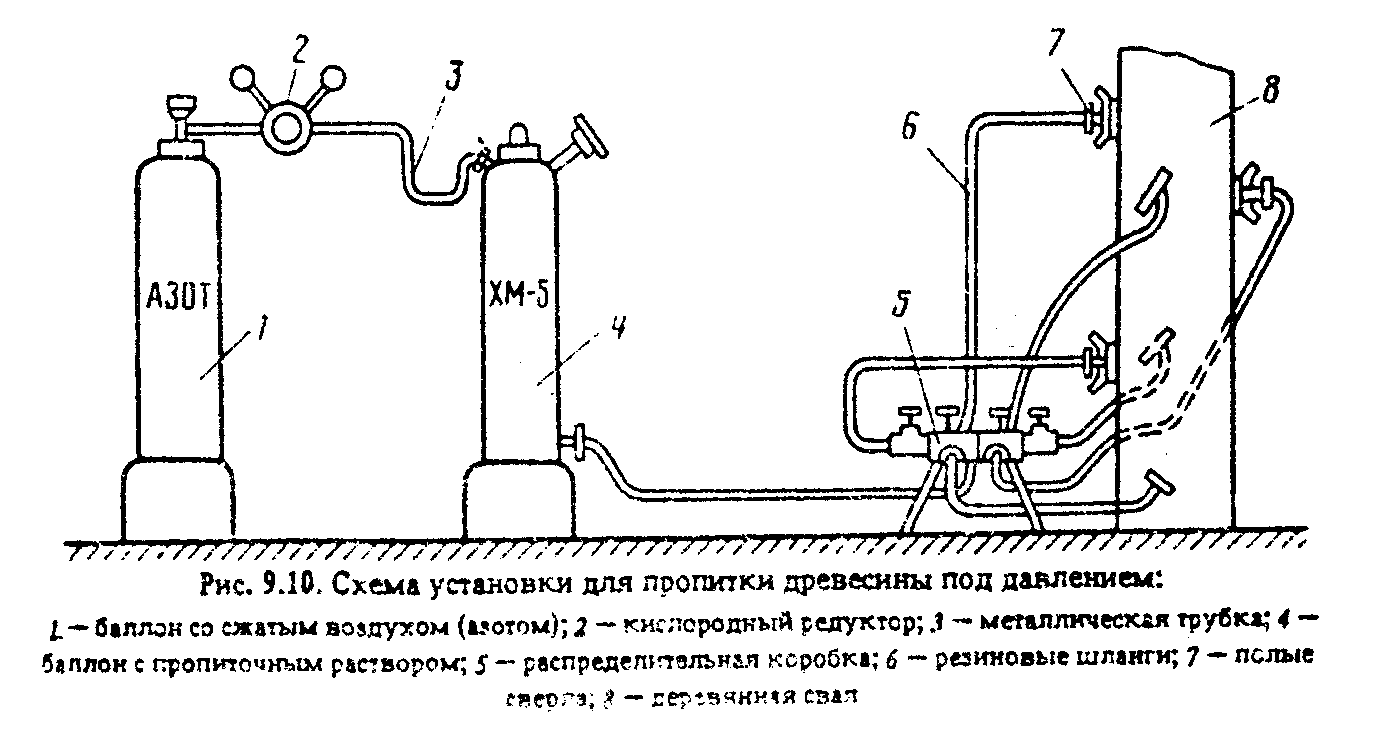 2
3
7
8
6
АЗОТ
ХМ-5
1
4
5
Рис. 9.10. Схема установки для пропитки древесины под давлением:
1 — баллон со сжатым воздухом (азотом); 2 — кислородный редуктор; 3 — металлическая трубка; 4 —
баллон с пропиточным раствором; 5 — распределительная коробка; 6 — резиновые шланги; 7 — полые
сверла; 8 — деревянная свая